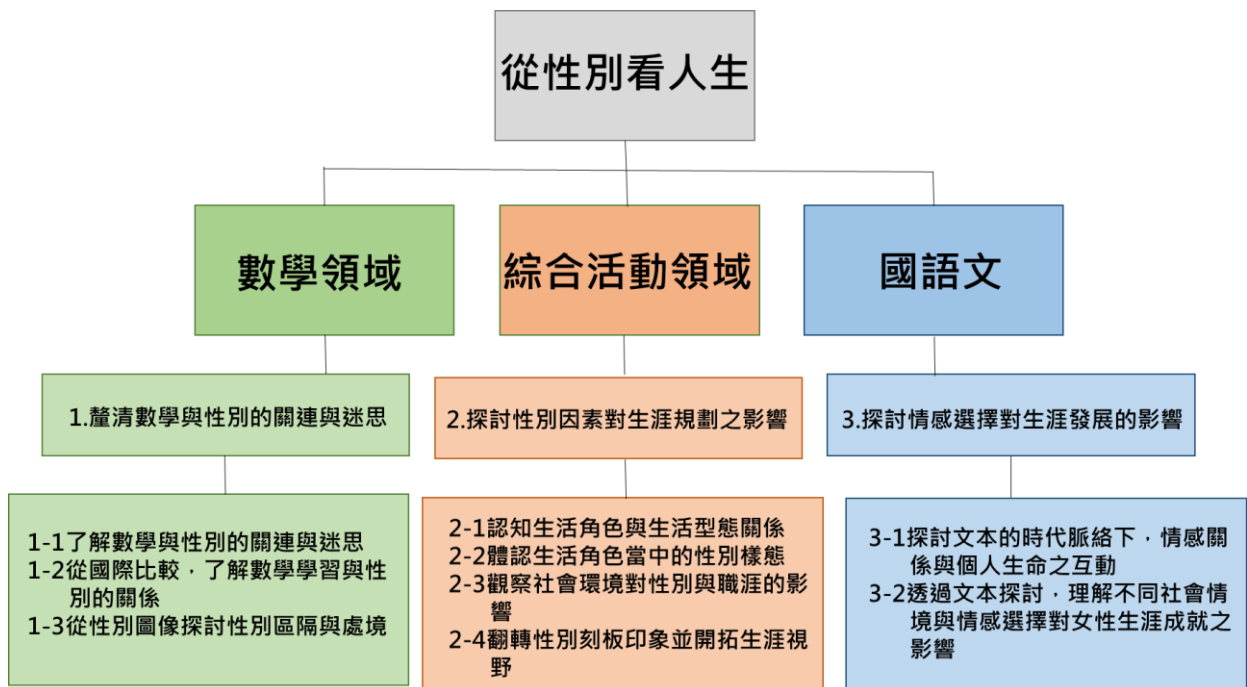 從性別看人生
數學領域
綜合活動領域
國語文
1.釐清數學與性別的關連與迷思
2.探討性別因素對生涯規劃之影響
3.探討情感選擇對生涯發展的影響
1-1了解數學與性別的關連與迷思
1-2從國際比較，了解數學學習與性
別的關係
1-3從性別圖像探討性別區隔與處境
2-1認知生活角色與生活型態關係
2-2體認生活角色當中的性別樣態
2-3觀察社會環境對性別與職涯的影
響
2-4翻轉性別刻板印象並開拓生涯視
野
3-1探討文本的時代脈絡下，情感關
係與個人生命之互動
3-2透過文本探討，理解不同社會情
境與情感選擇對女性生涯成就之
影響